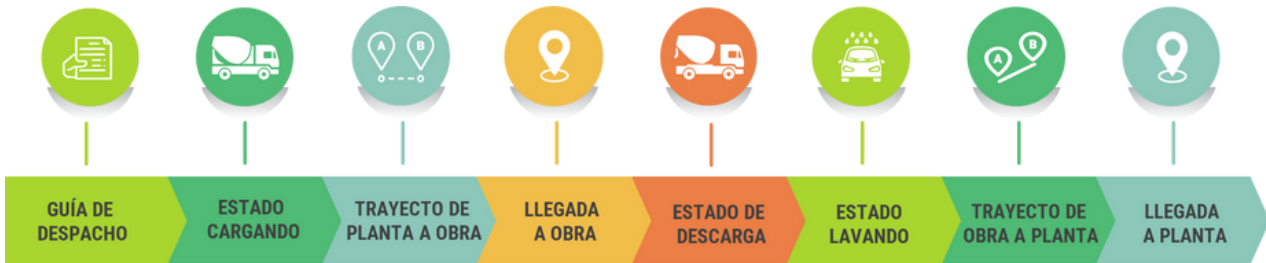 A B
A B
GUÍA DE
DESPACHO
ESTADO
CARGANDO
TRAYECTO DE
PLANTA A OBRA
LLEGADA
A OBRA
ESTADO DE
DESCARGA
ESTADO
LAVANDO
TRAYECTO DE
OBRA A PLANTA
LLEGADA
A PLANTA